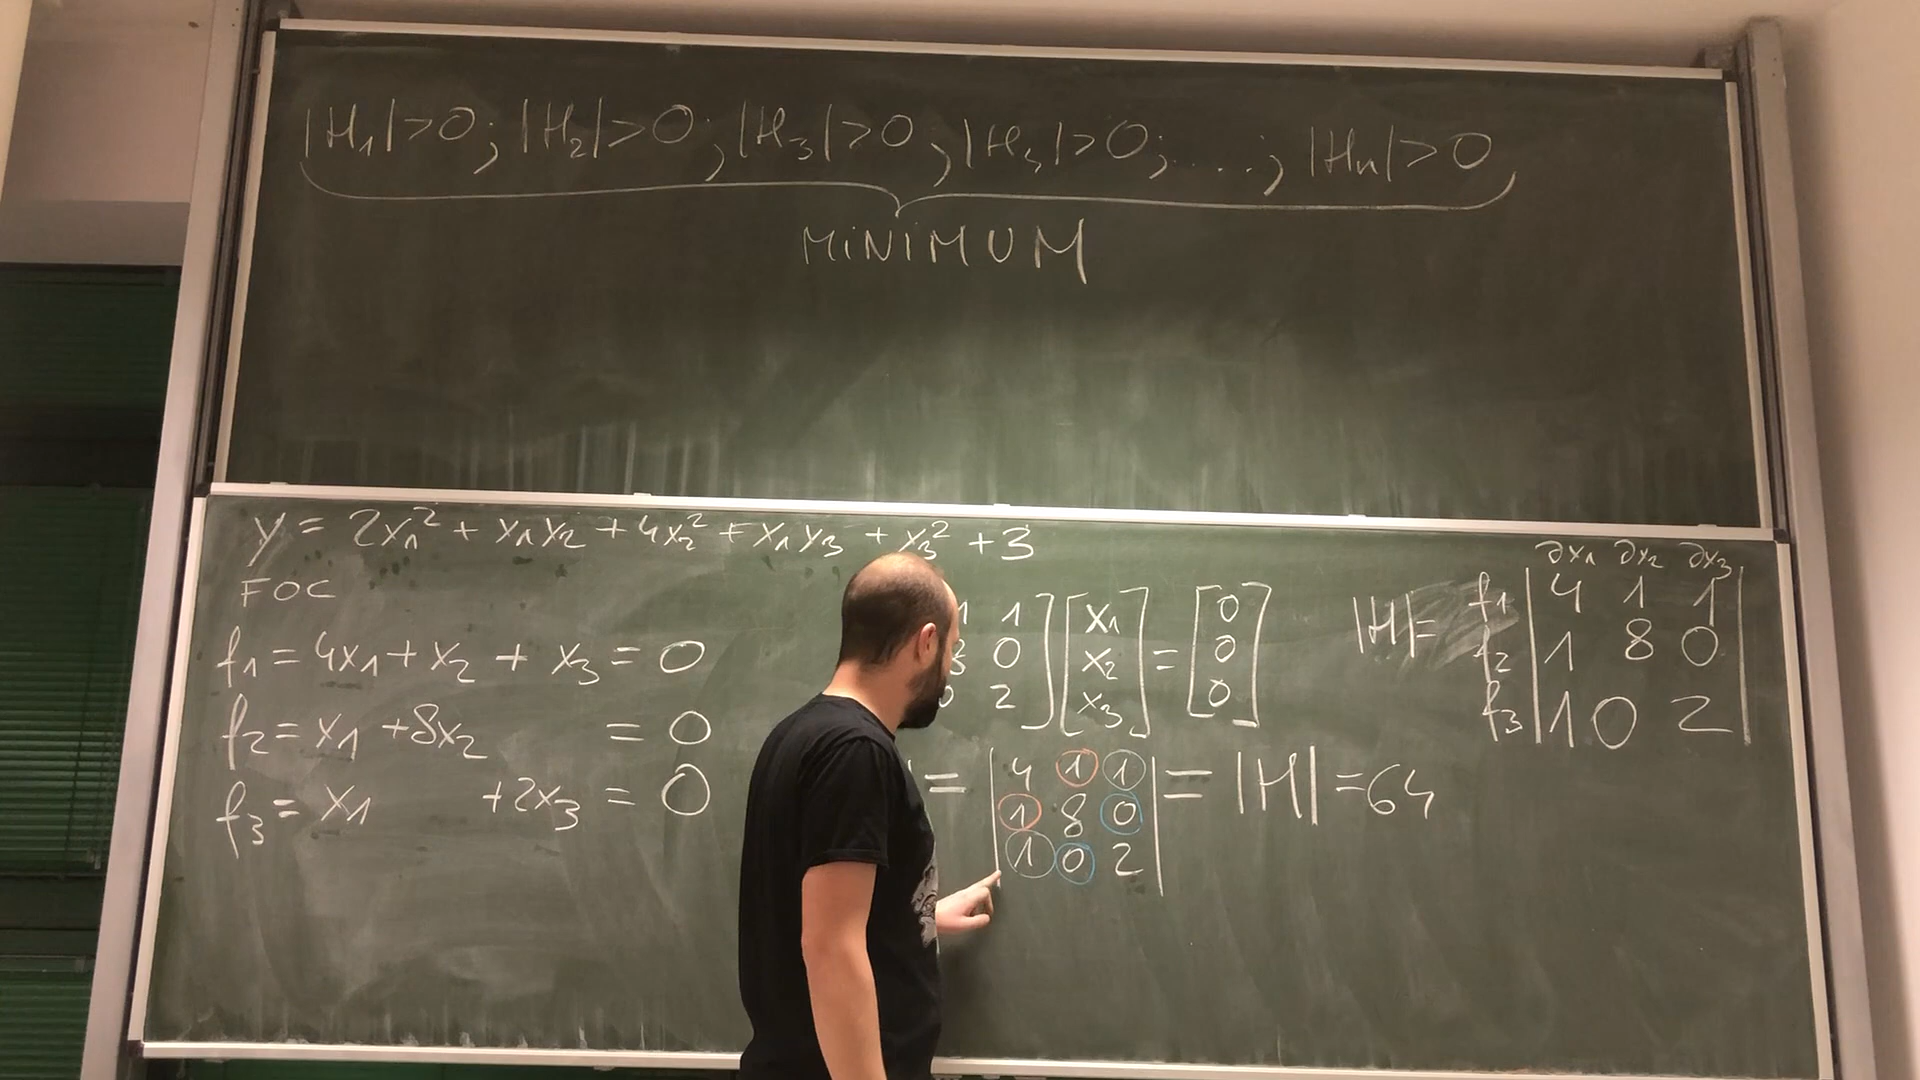 |H₁|>0; |H₂|>0; |H₃|>0; |H₄|>0; ....; |Hn|>0,
MINIMUM
y = 2x₁² + x₁x₂ + 4x₂² + x₁y₃ + x₃² + 3
FOC
f₁ = 4x₁ + x₂ + x₃ = 0
f₂ = x₁ + 8x₂ = 0
f₃ = x₁ + 2x₃ = 0
1 1] [x₁] [0]
8 0] [x₂] = [0]
0 2] [x₃] [0]
= |4 1 1| = |H| = 64
|1 8 0|
|1 0 2|
∂x₁ ∂x₂ ∂x₃
|H| = f₁ |4 1 1|
f₂ |1 8 0|
f₃ |1 0 2|